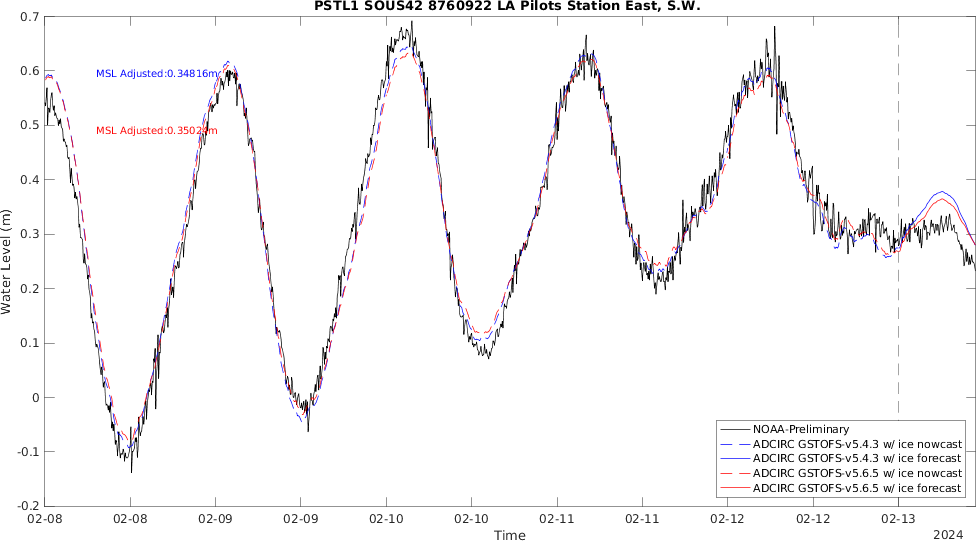 PSTL1 SOUS42 8760922 LA Pilots Station East, S.W.
0.7
0.6
0.5
0.4
0.3
0.2
0.1
0
-0.1
-0.2
Water Level (m)
MSL Adjusted:0.34816m
MSL Adjusted:0.35029m
NOAA-Preliminary
ADCIRC GSTOFS-v5.4.3 w/ ice nowcast
ADCIRC GSTOFS-v5.4.3 w/ ice forecast
ADCIRC GSTOFS-v5.6.5 w/ ice nowcast
ADCIRC GSTOFS-v5.6.5 w/ ice forecast
02-08 02-08 02-09 02-09 02-10 02-10 02-11 02-11 02-12 02-12 02-13
Time
2024